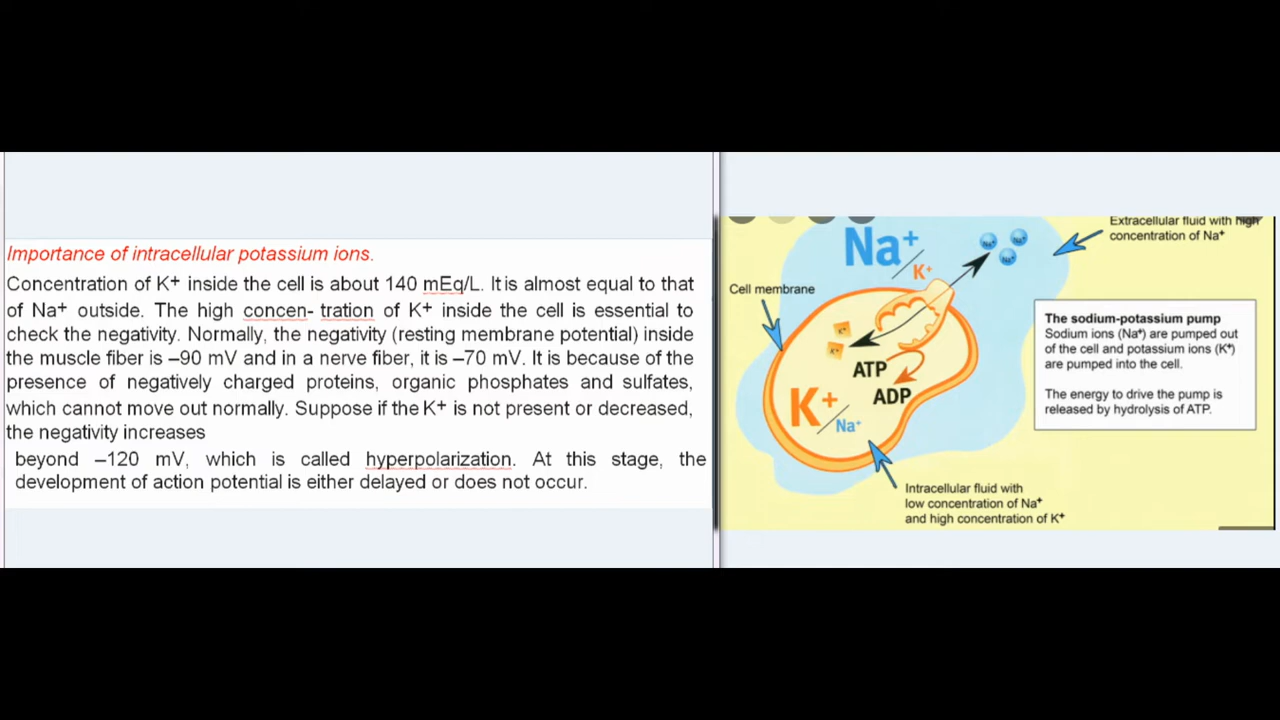 Importance of intracellular potassium ions.
Concentration of K+ inside the cell is about 140 mEq/L. It is almost equal to that
of Na+ outside. The high concen- tration of K+ inside the cell is essential to
check the negativity. Normally, the negativity (resting membrane potential) inside
the muscle fiber is –90 mV and in a nerve fiber, it is –70 mV. It is because of the
presence of negatively charged proteins, organic phosphates and sulfates,
which cannot move out normally. Suppose if the K+ is not present or decreased,
the negativity increases
beyond –120 mV, which is called hyperpolarization. At this stage, the
development of action potential is either delayed or does not occur.
Extracellular fluid with high
concentration of Na+
Na+
K+
Na+
Na+
Na+
Cell membrane
K+
K+
ATP
ADP
K+
Na+
The sodium-potassium pump
Sodium ions (Na+) are pumped out
of the cell and potassium ions (K+)
are pumped into the cell.
The energy to drive the pump is
released by hydrolysis of ATP.
Intracellular fluid with
low concentration of Na+
and high concentration of K+